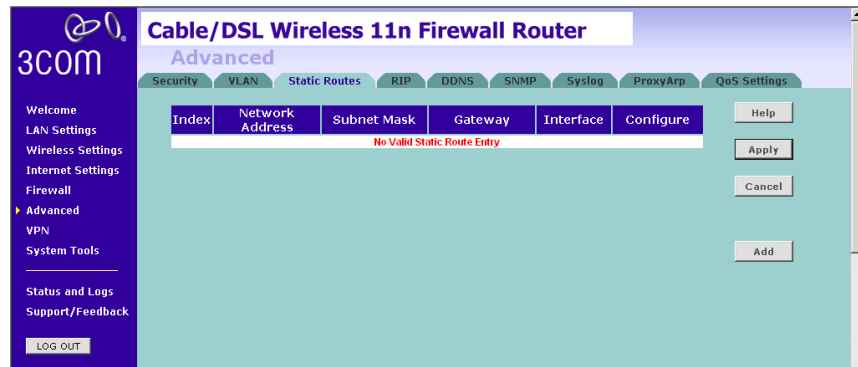 3COM
Cable/DSL Wireless 11n Firewall Router
Advanced
Security VLAN Static Routes RIP DDNS SNMP Syslog ProxyArp QoS Settings
Welcome
LAN Settings
Wireless Settings
Internet Settings
Firewall
Advanced
VPN
System Tools
Status and Logs
Support/Feedback
LOG OUT
Index Network Address Subnet Mask Gateway Interface Configure
No Valid Static Route Entry
Help
Apply
Cancel
Add